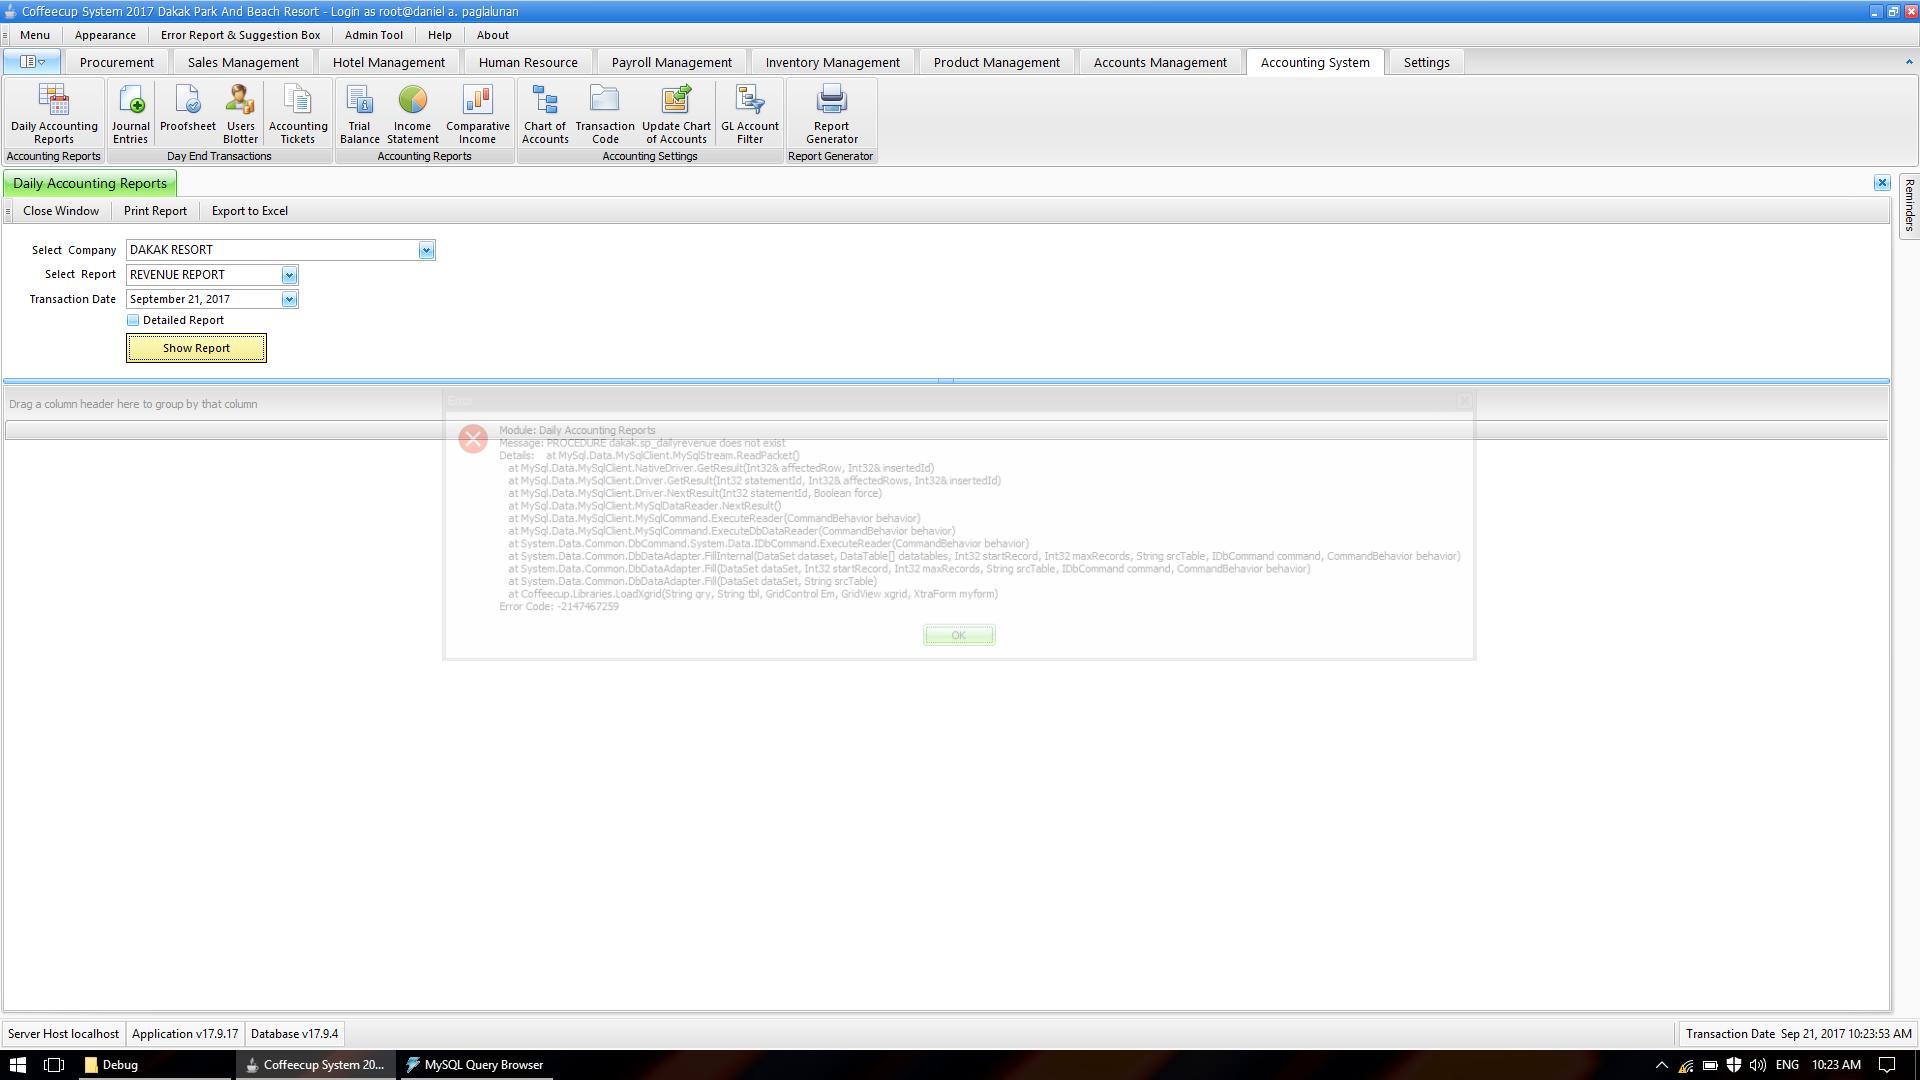 Coffeecup System 2017 Dakak Park And Beach Resort - Login as root@daniel a. paglalunan
Menu Appearance Error Report & Suggestion Box Admin Tool Help About
Procurement Sales Management Hotel Management Human Resource Payroll Management Inventory Management Product Management Accounts Management Accounting System Settings
Daily Accounting Reports
Journal Entries
Proofsheet
Users Blotter
Accounting Tickets
Trial Balance
Income Statement
Comparative Income
Chart of Accounts
Transaction Code
Update Chart of Accounts
GL Account Filter
Report Generator
Accounting Reports Day End Transactions Accounting Reports Accounting Settings Report Generator
Daily Accounting Reports
Reminders
Close Window Print Report Export to Excel
Select Company DAKAK RESORT
Select Report REVENUE REPORT
Transaction Date September 21, 2017
Detailed Report
Show Report
Drag a column header here to group by that column
Error
Module: Daily Accounting Reports
Message: PROCEDURE dakak.sp_dailyrevenue does not exist
Details: at MySql.Data.MySqlClient.MySqlStream.ReadPacket()
at MySql.Data.MySqlClient.NativeDriver.GetResult(Int32& affectedRow, Int32& insertedId)
at MySql.Data.MySqlClient.Driver.GetResult(Int32 statementId, Int32& affectedRows, Int32& insertedId)
at MySql.Data.MySqlClient.Driver.NextResult(Int32 statementId, Boolean force)
at MySql.Data.MySqlClient.MySqlDataReader.NextResult()
at MySql.Data.MySqlClient.MySqlCommand.ExecuteReader(CommandBehavior behavior)
at MySql.Data.MySqlClient.MySqlCommand.ExecuteDbDataReader(CommandBehavior behavior)
at System.Data.Common.DbCommand.System.Data.IDbCommand.ExecuteReader(CommandBehavior behavior)
at System.Data.Common.DbDataAdapter.FillInternal(DataSet dataset, DataTable[] datatables, Int32 startRecord, Int32 maxRecords, String srcTable, IDbCommand command, CommandBehavior behavior)
at System.Data.Common.DbDataAdapter.Fill(DataSet dataSet, Int32 startRecord, Int32 maxRecords, String srcTable, IDbCommand command, CommandBehavior behavior)
at System.Data.Common.DbDataAdapter.Fill(DataSet dataSet, String srcTable)
at Coffeecup.Libraries.LoadXgrid(String qry, String tbl, GridControl Em, GridView xgrid, XtraForm myform)
Error Code: -2147467259
OK
Server Host localhost Application v17.9.17 Database v17.9.4 Transaction Date Sep 21, 2017 10:23:53 AM
Debug Coffeecup System 20... MySQL Query Browser ENG 10:23 AM